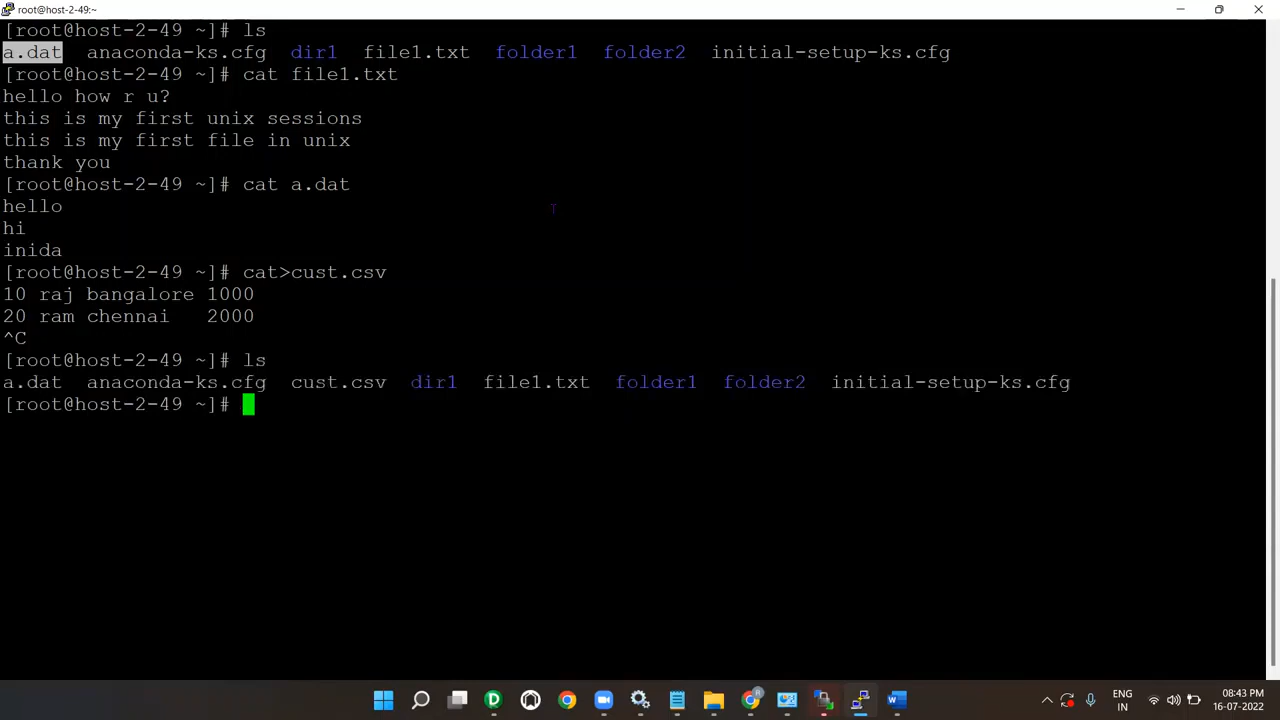 root@host-2-49:~
[root@host-2-49 ~]# ls
a.dat  anaconda-ks.cfg  dir1  file1.txt  folder1  folder2  initial-setup-ks.cfg
[root@host-2-49 ~]# cat file1.txt
hello how r u?
this is my first unix sessions
this is my first file in unix
thank you
[root@host-2-49 ~]# cat a.dat
hello
hi
inida
[root@host-2-49 ~]# cat>cust.csv
10 raj bangalore 1000
20 ram chennai   2000
^C
[root@host-2-49 ~]# ls
a.dat  anaconda-ks.cfg  cust.csv  dir1  file1.txt  folder1  folder2  initial-setup-ks.cfg
[root@host-2-49 ~]#
ENG
IN
08:43 PM
16-07-2022